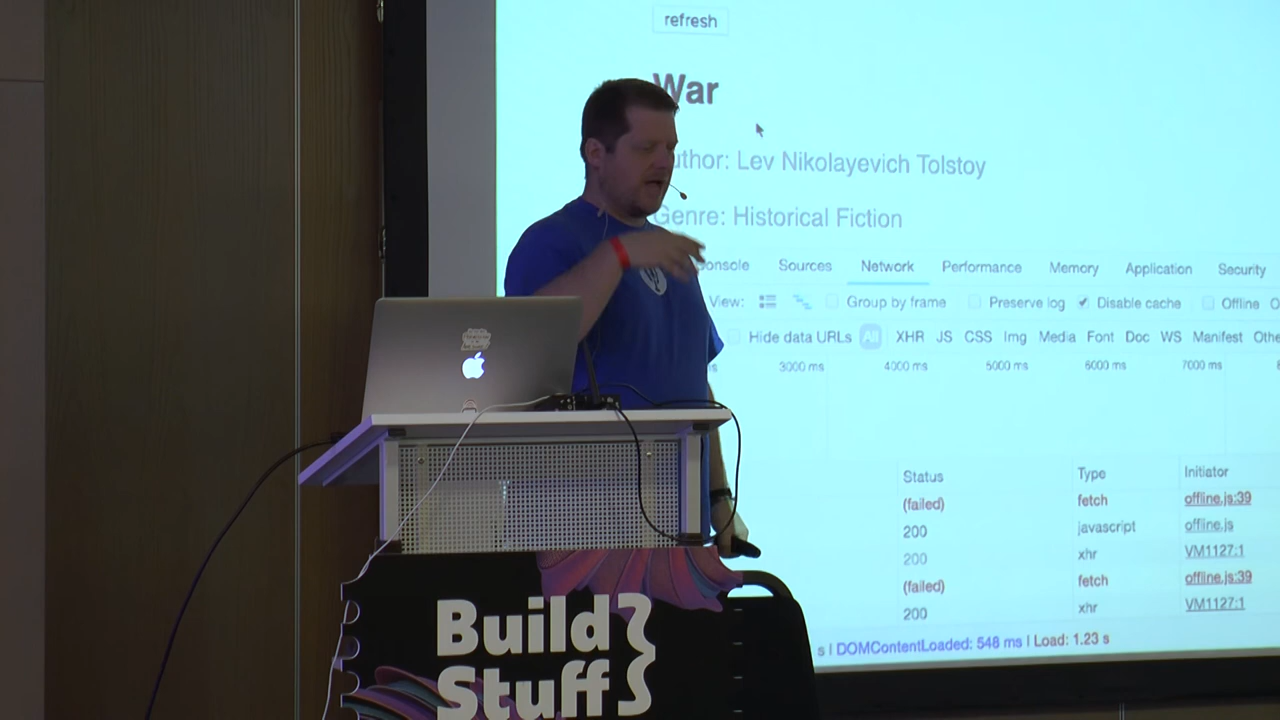 refresh
War
uthor: Lev Nikolayevich Tolstoy
Genre: Historical Fiction
onsole Sources Network Performance Memory Application Security
View: Group by frame Preserve log Disable cache Offline O
Hide data URLs All XHR JS CSS Img Media Font Doc WS Manifest Othe
3000 ms 4000 ms 5000 ms 6000 ms 7000 ms
Status Type Initiator
(failed) fetch offline.js:39
200 javascript offline.js
200 xhr VM1127:1
(failed) fetch offline.js:39
200 xhr VM1127:1
s | DOMContentLoaded: 548 ms | Load: 1.23 s
Build
Stuff